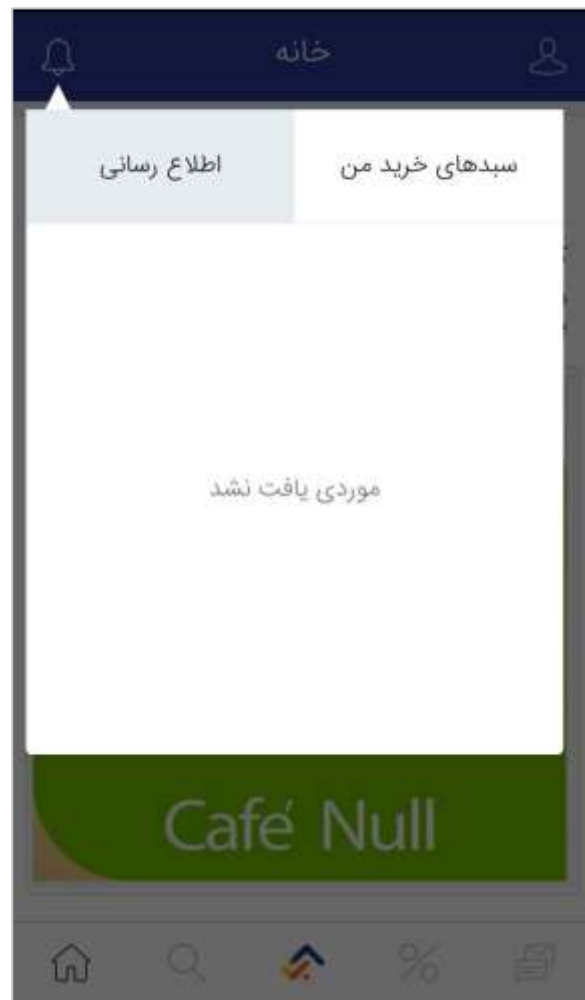 خانه
سبدهای خرید من
اطلاع رسانی
موردی یافت نشد
Café Null